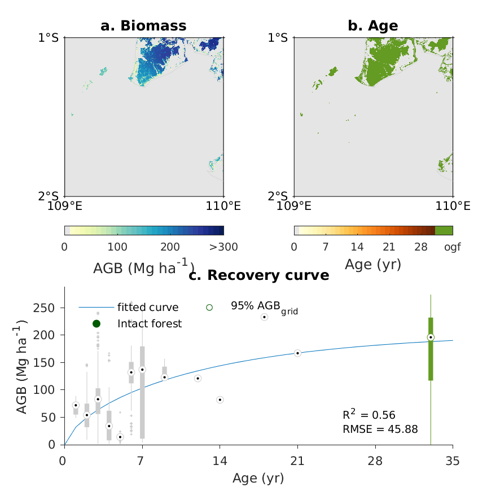 a. Biomass
b. Age
1°S
1°S
2°S
2°S
109°E
110°E
109°E
110°E
0 100 200 >300
0 7 14 21 28 ogf
AGB (Mg ha⁻¹)
Age (yr)
c. Recovery curve
fitted curve
95% AGB_grid
Intact forest
250
200
150
100
50
0
AGB (Mg ha⁻¹)
R² = 0.56
RMSE = 45.88
0 7 14 21 28 35
Age (yr)